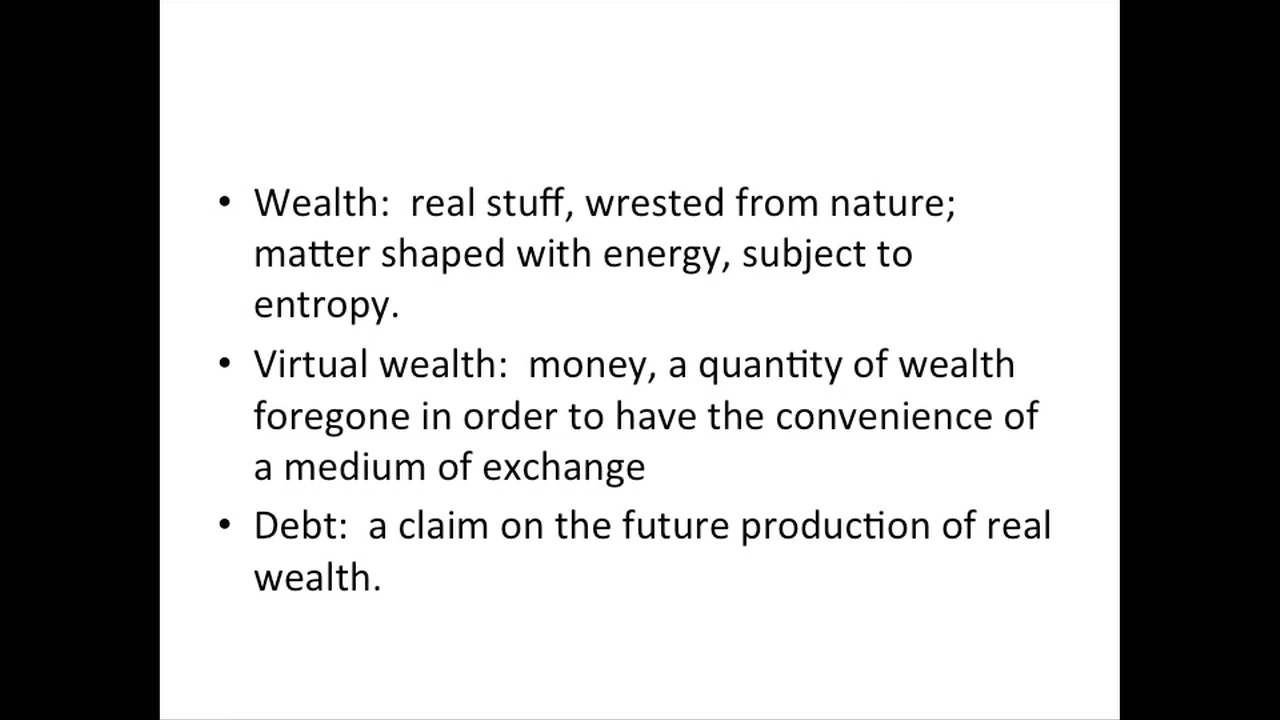 • Wealth:  real stuff, wrested from nature;
matter shaped with energy, subject to
entropy.
• Virtual wealth:  money, a quantity of wealth
foregone in order to have the convenience of
a medium of exchange
• Debt:  a claim on the future production of real
wealth.